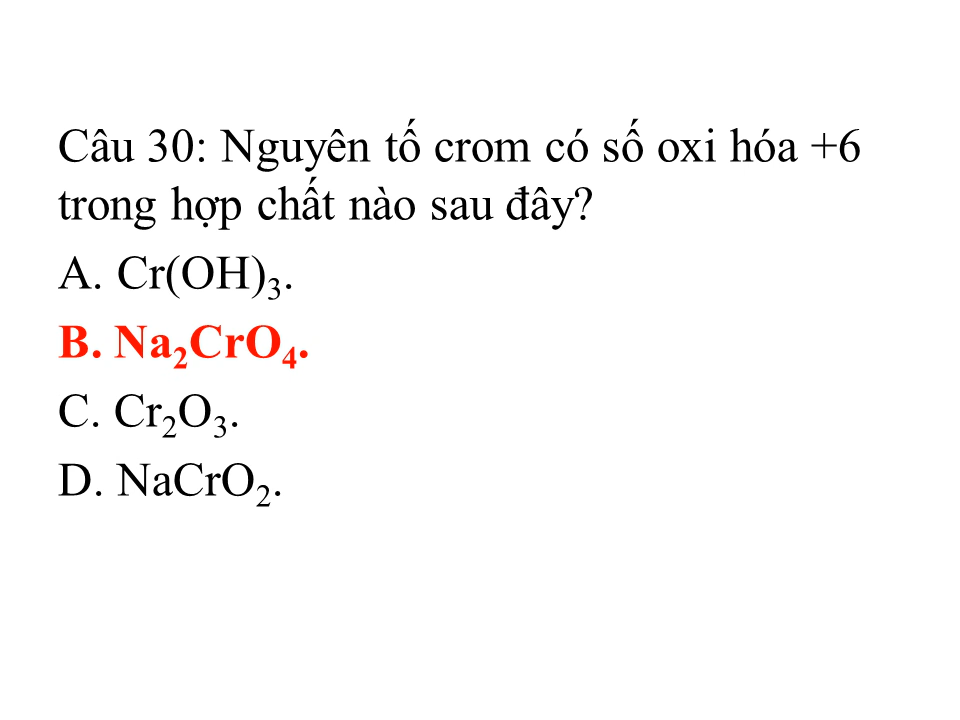 Câu 30: Nguyên tố crom có số oxi hóa +6
trong hợp chất nào sau đây?
A. Cr(OH)₃.
B. Na₂CrO₄.
C. Cr₂O₃.
D. NaCrO₂.